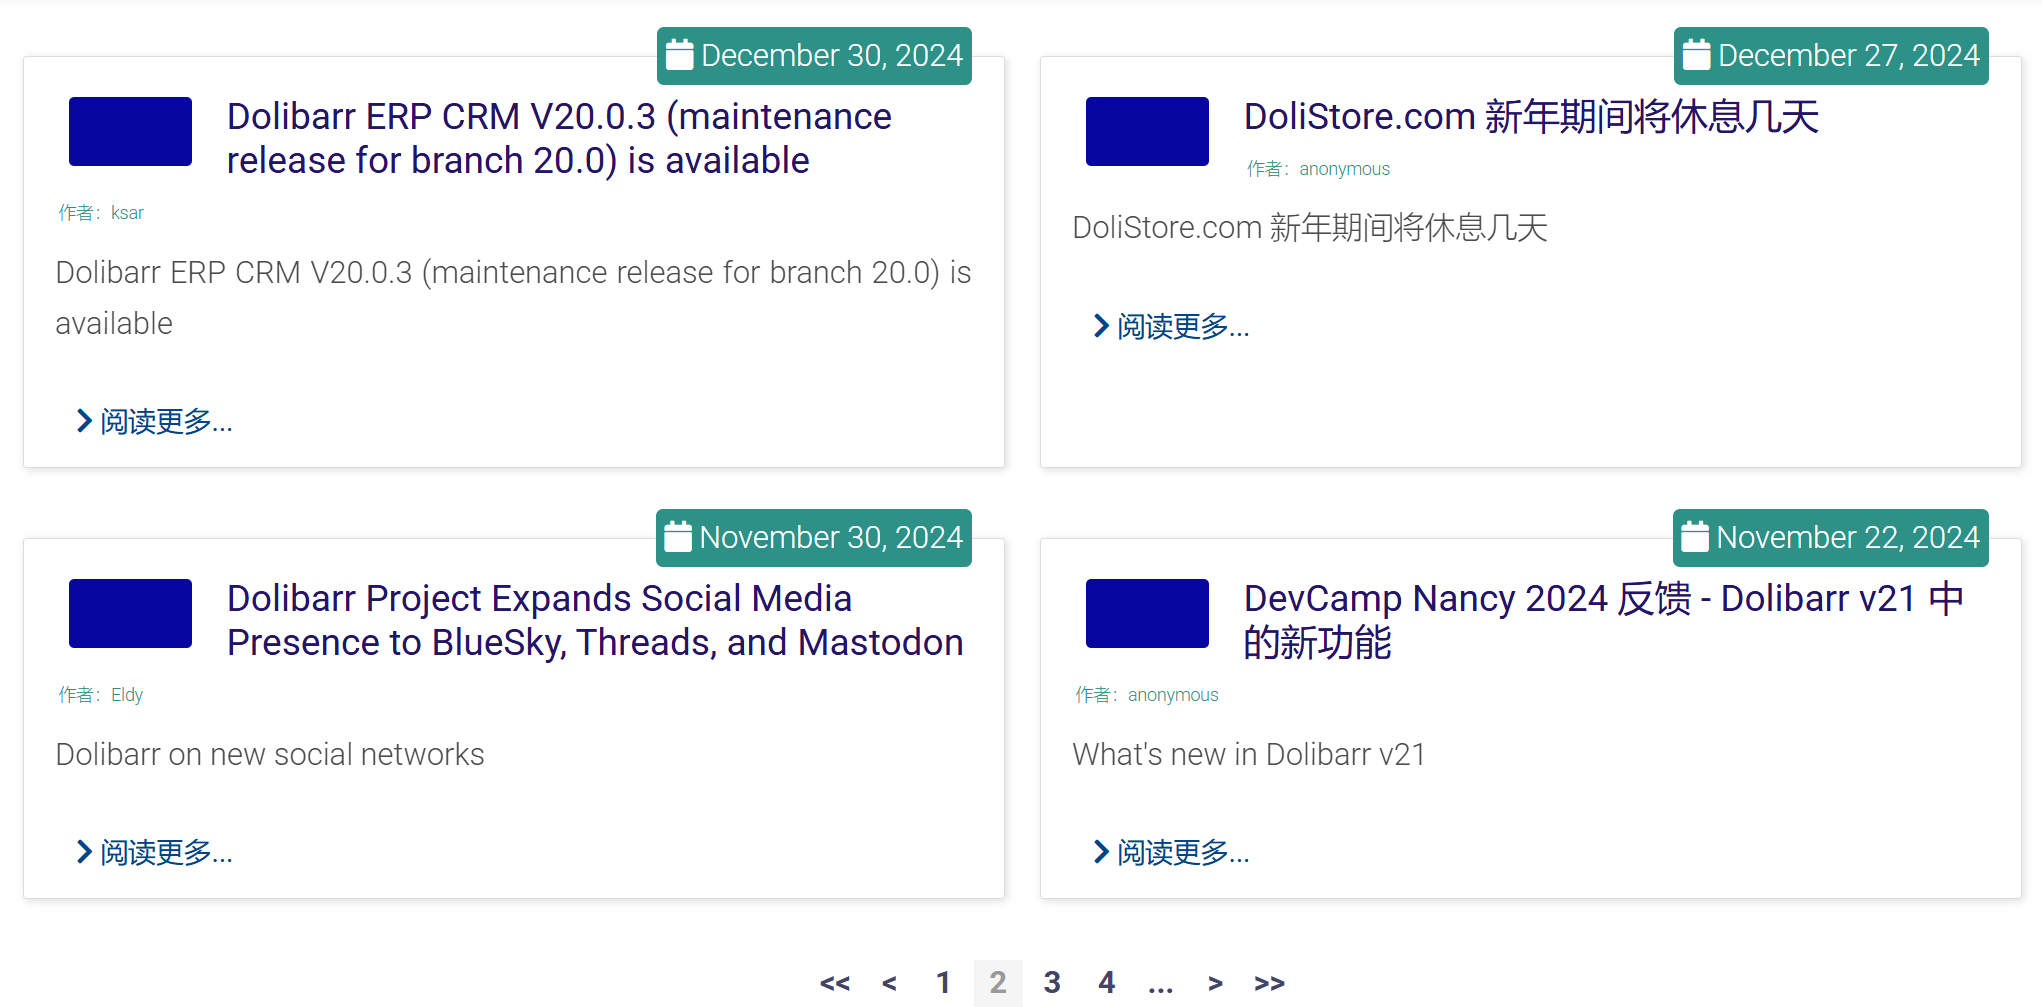 December 30, 2024
Dolibarr ERP CRM V20.0.3 (maintenance
release for branch 20.0) is available
作者：ksar
Dolibarr ERP CRM V20.0.3 (maintenance release for branch 20.0) is
available
阅读更多...
December 27, 2024
DoliStore.com 新年期间将休息几天
作者：anonymous
DoliStore.com 新年期间将休息几天
阅读更多...
November 30, 2024
Dolibarr Project Expands Social Media
Presence to BlueSky, Threads, and Mastodon
作者：Eldy
Dolibarr on new social networks
阅读更多...
November 22, 2024
DevCamp Nancy 2024 反馈 - Dolibarr v21 中
的新功能
作者：anonymous
What's new in Dolibarr v21
阅读更多...
<< < 1 2 3 4 ... > >>